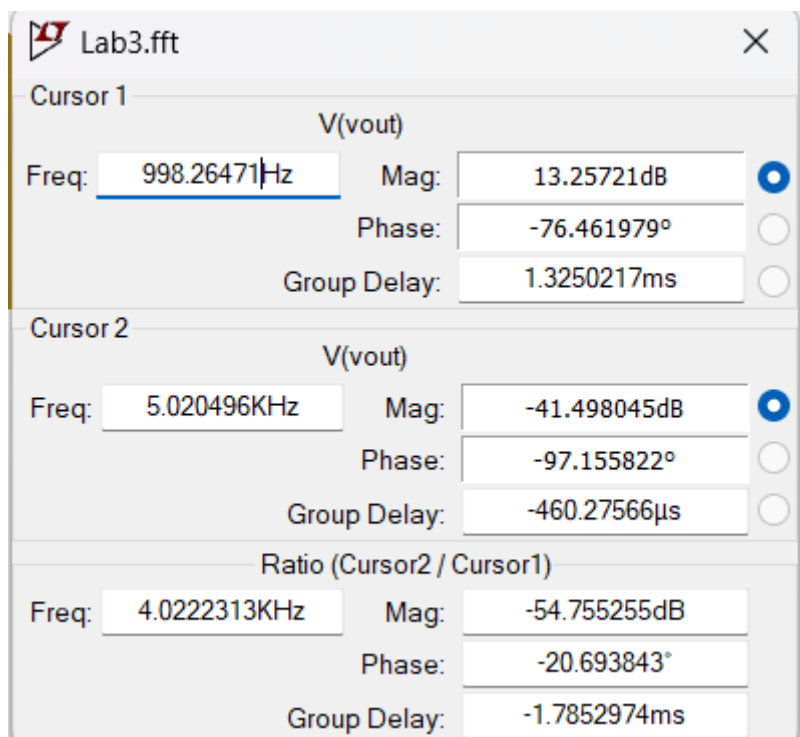 Lab3.fft
Cursor 1
V(vout)
Freq: 998.26471Hz Mag: 13.25721dB
Phase: -76.461979º
Group Delay: 1.3250217ms
Cursor 2
V(vout)
Freq: 5.020496KHz Mag: -41.498045dB
Phase: -97.155822º
Group Delay: -460.27566µs
Ratio (Cursor2 / Cursor1)
Freq: 4.0222313KHz Mag: -54.755255dB
Phase: -20.693843°
Group Delay: -1.7852974ms